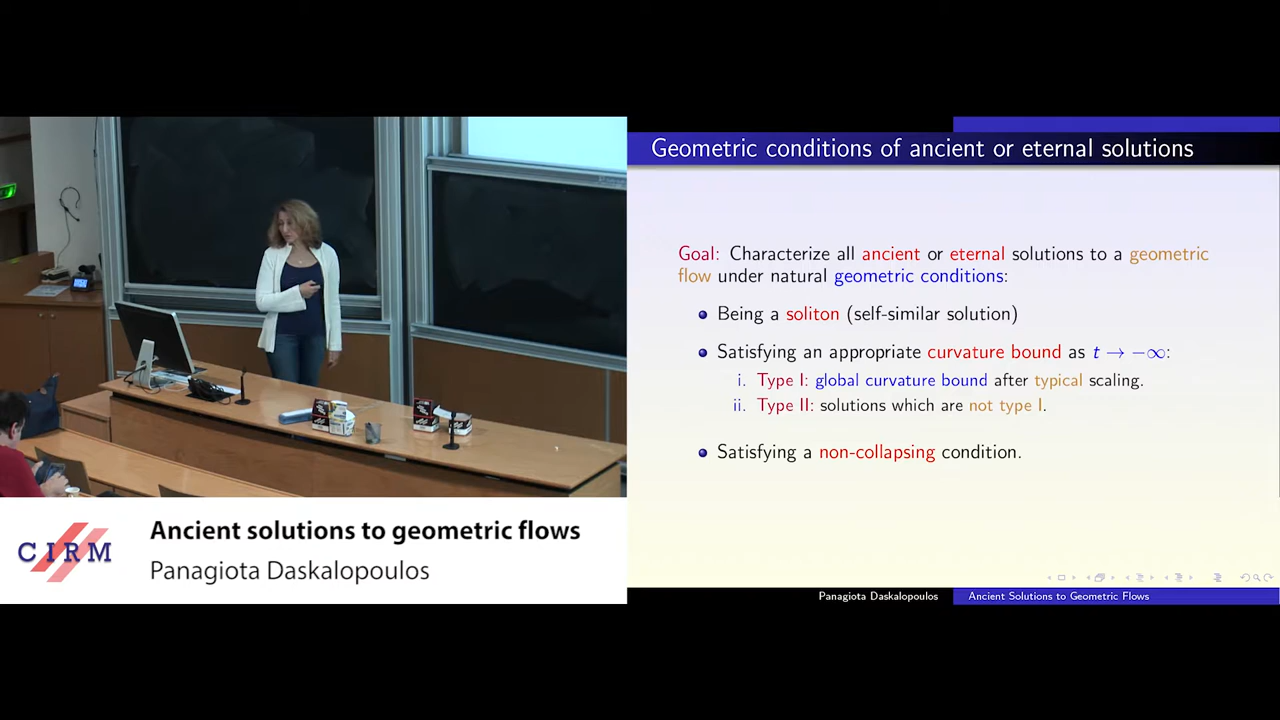 Geometric conditions of ancient or eternal solutions
Goal: Characterize all ancient or eternal solutions to a geometric
flow under natural geometric conditions:
Being a soliton (self-similar solution)
Satisfying an appropriate curvature bound as t → −∞:
i. Type I: global curvature bound after typical scaling.
ii. Type II: solutions which are not type I.
Satisfying a non-collapsing condition.
Panagiota Daskalopoulos
Ancient Solutions to Geometric Flows
CIRM
Ancient solutions to geometric flows
Panagiota Daskalopoulos